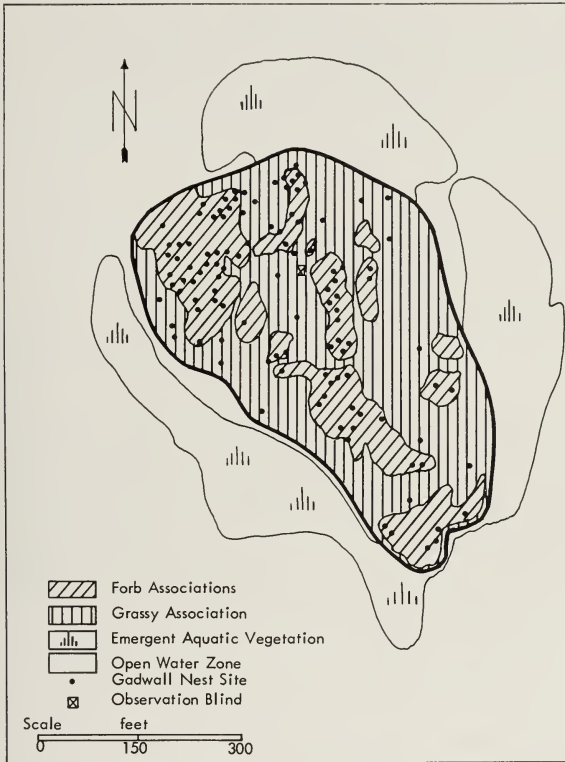 N
Forb Associations
Grassy Association
Emergent Aquatic Vegetation
Open Water Zone
Gadwall Nest Site
Observation Blind
Scale feet
0 150 300